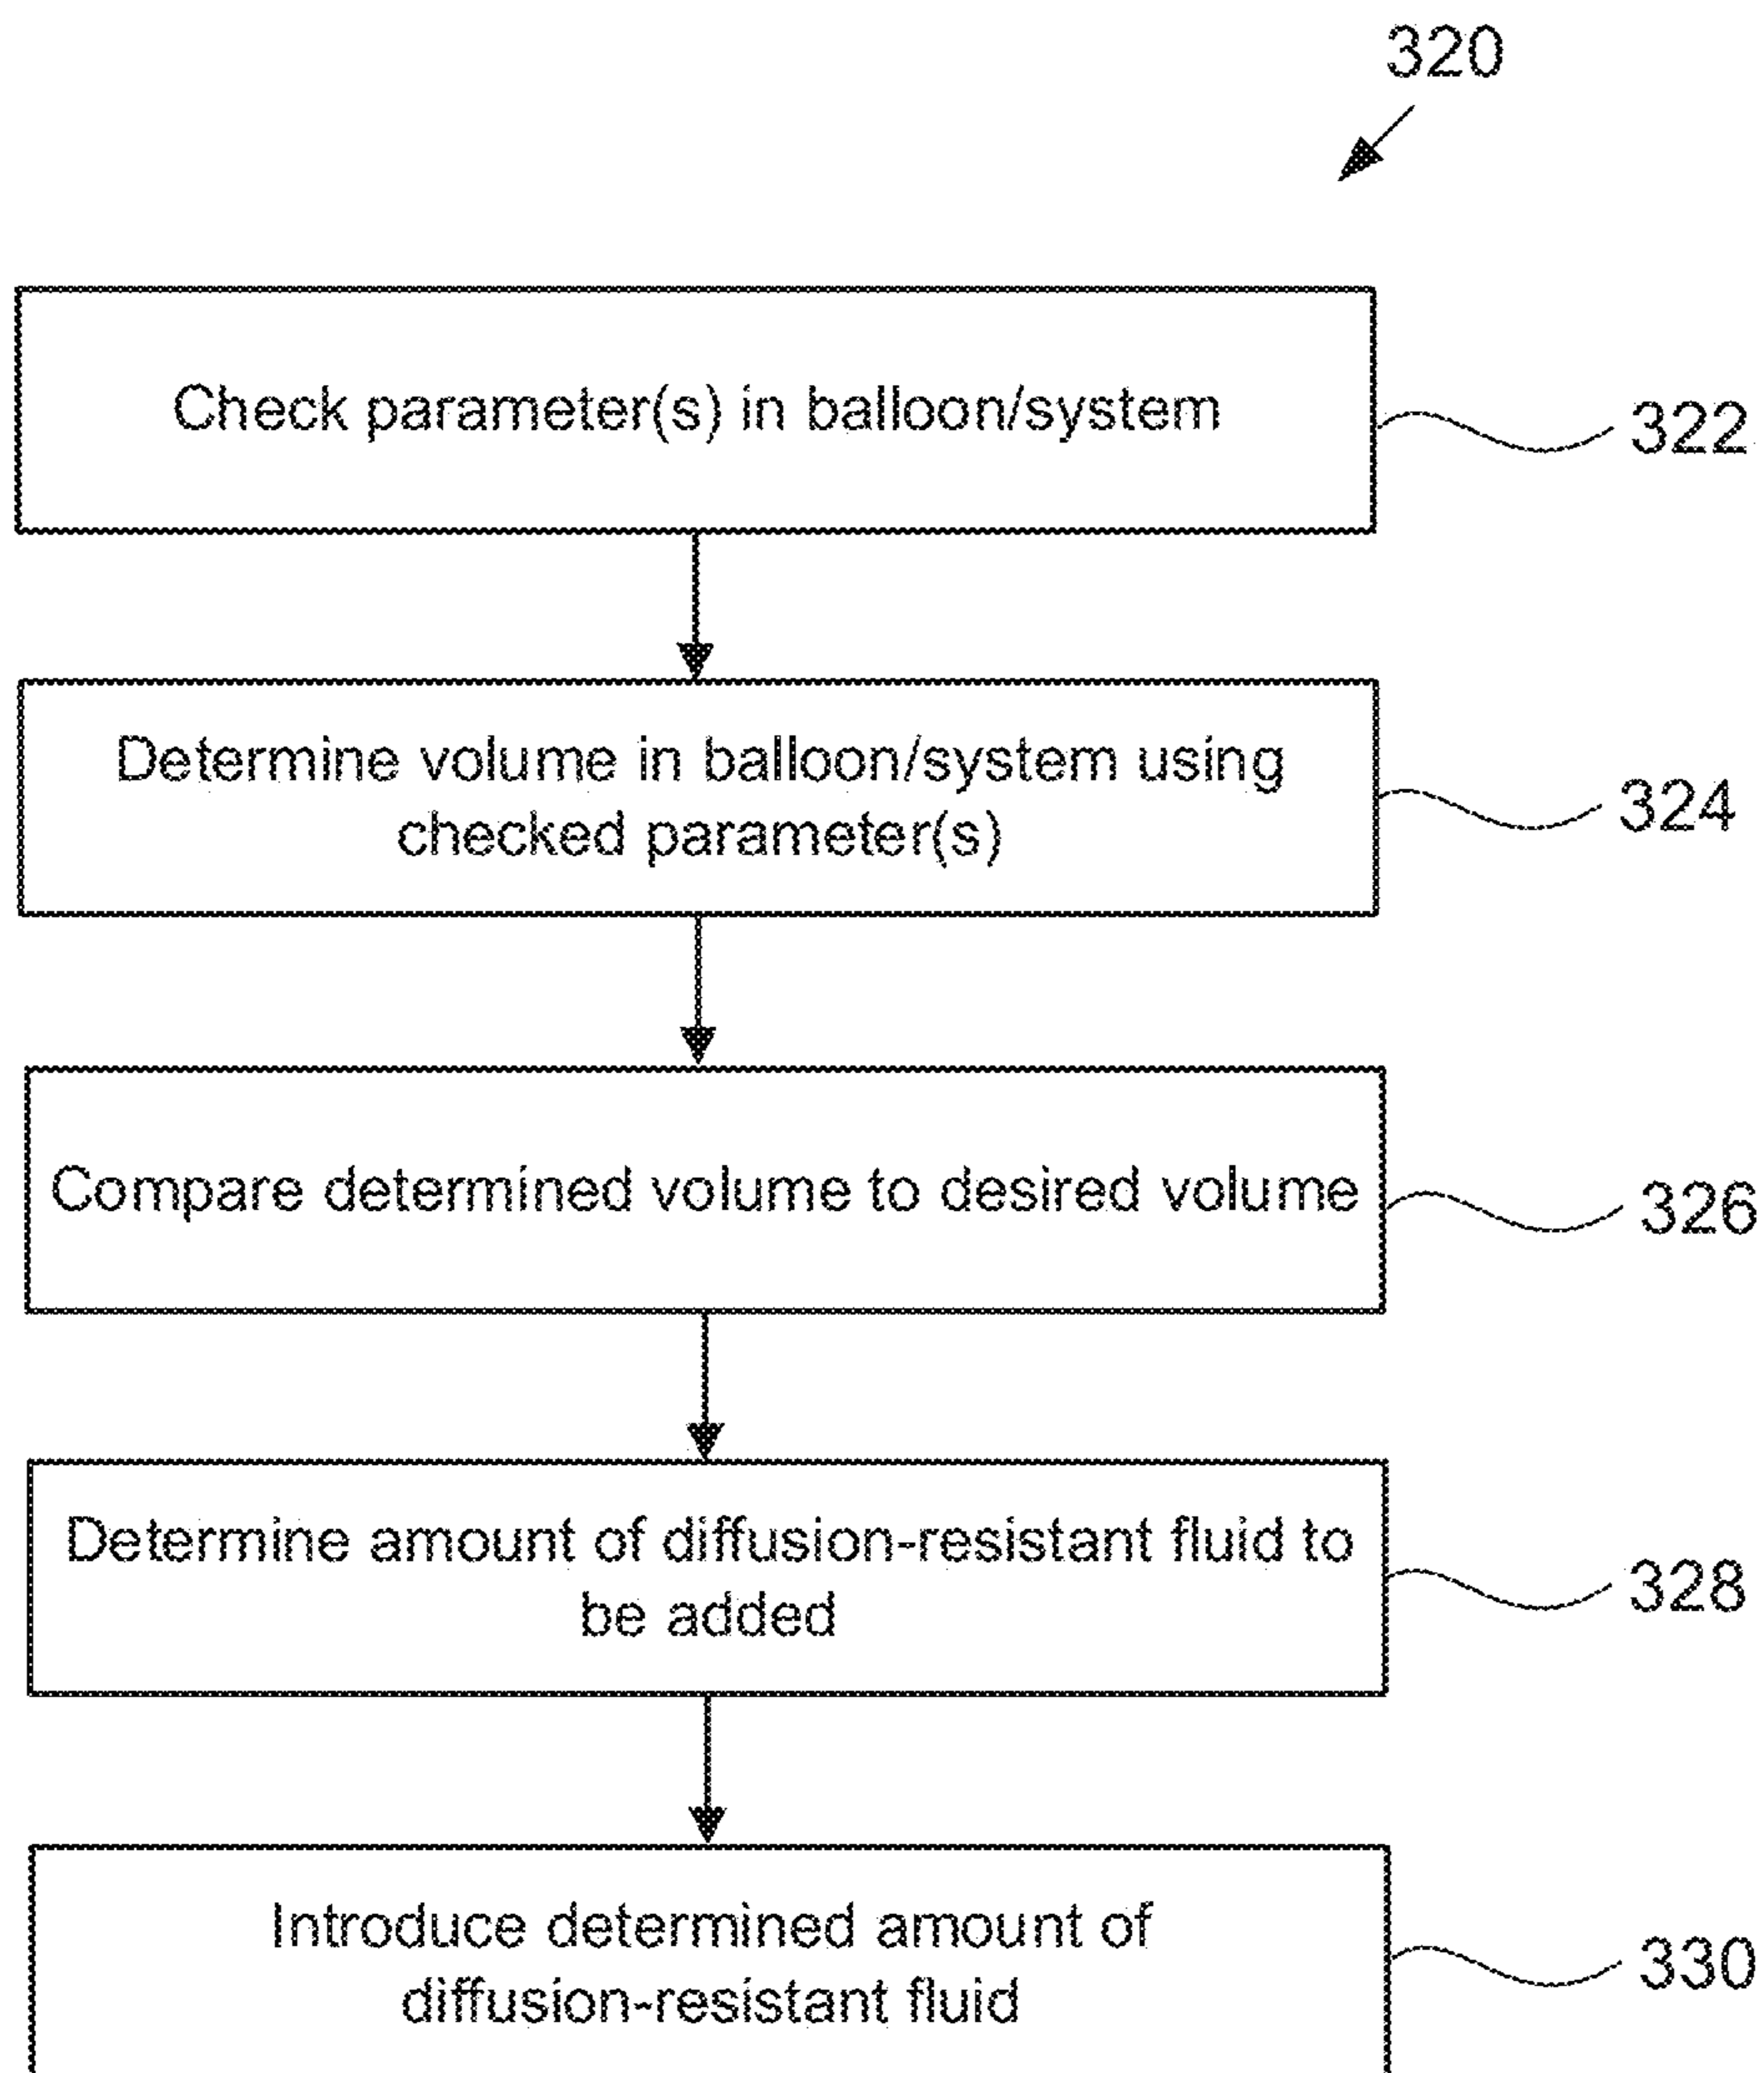 320
Check parameter(s) in balloon/system
322
Determine volume in balloon/system using
checked parameter(s)
324
Compare determined volume to desired volume
326
Determine amount of diffusion-resistant fluid to
be added
328
Introduce determined amount of
diffusion-resistant fluid
330